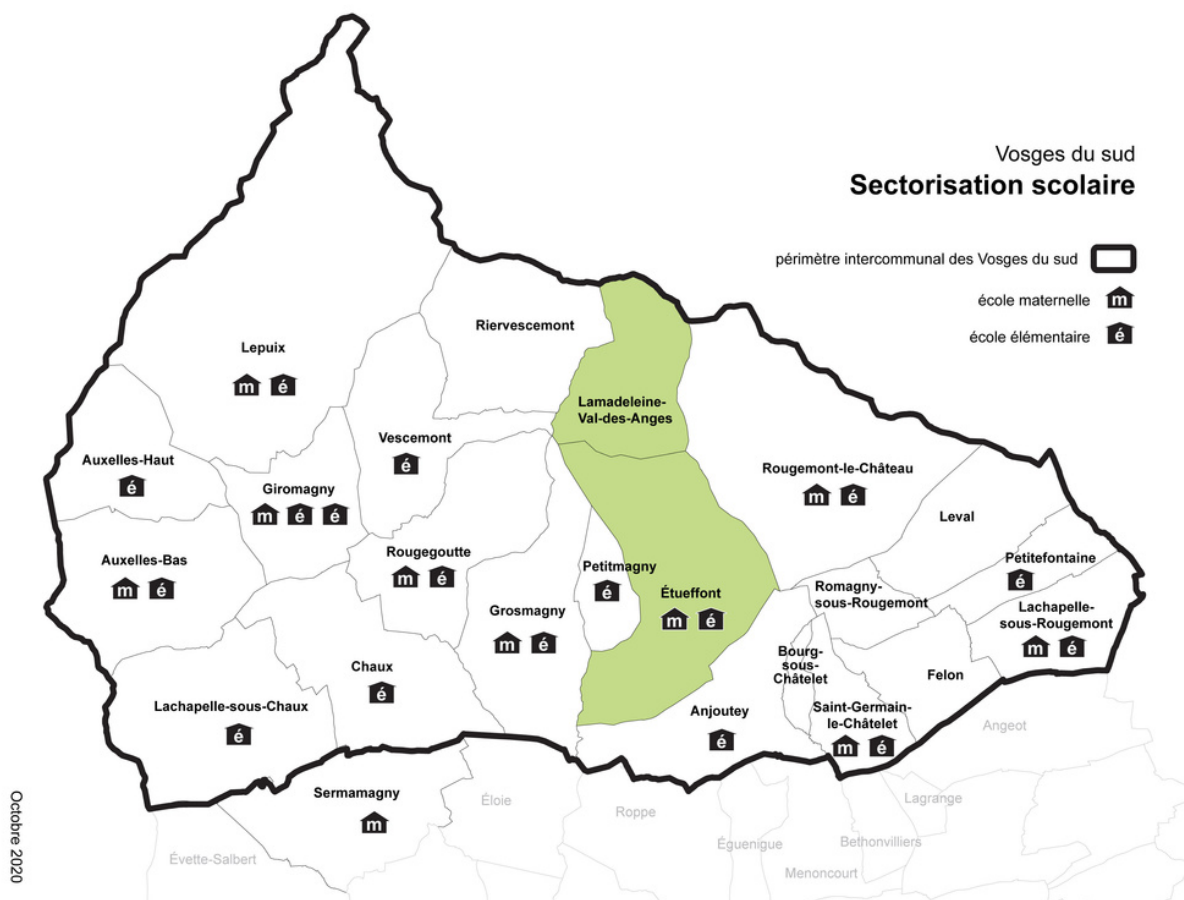 Vosges du sud
Sectorisation scolaire
périmètre intercommunal des Vosges du sud
école maternelle m
école élémentaire é
Riervescemont
Lepuix
m é
Lamadeleine-
Val-des-Anges
Vescemont
é
Auxelles-Haut
é
Giromagny
m é é
Rougemont-le-Château
m é
Leval
Auxelles-Bas
m é
Rougegoutte
m é
Petitmagny
é
Petitefontaine
é
Étueffont
m é
Romagny-
sous-Rougemont
Grosmagny
m é
Lachapelle-
sous-Rougemont
m é
Bourg-
sous-
Châtelet
Chaux
é
Felon
Lachapelle-sous-Chaux
é
Anjoutey
é
Saint-Germain-
le-Châtelet
m é
Angeot
Sermamagny
m
Éloie
Roppe
Lagrange
Éguenigue
Bethonvilliers
Évette-Salbert
Menoncourt
Octobre 2020